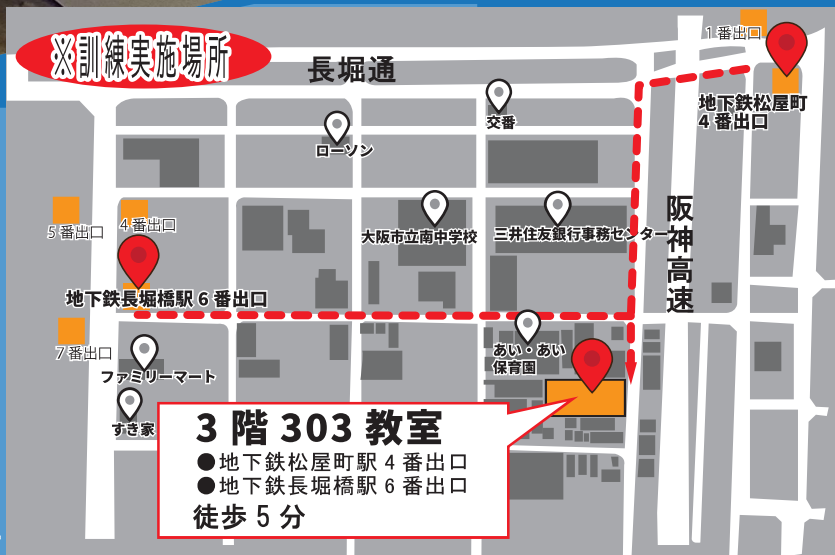 ※訓練実施場所
長堀通
1番出口
地下鉄松屋町
4番出口
交番
ローソン
5番出口
4番出口
大阪市立南中学校
三井住友銀行事務センター
阪神高速
地下鉄長堀橋駅6番出口
7番出口
ファミリーマート
あい・あい
保育園
すき家
3階303教室
●地下鉄松屋町駅4番出口
●地下鉄長堀橋駅6番出口
徒歩5分